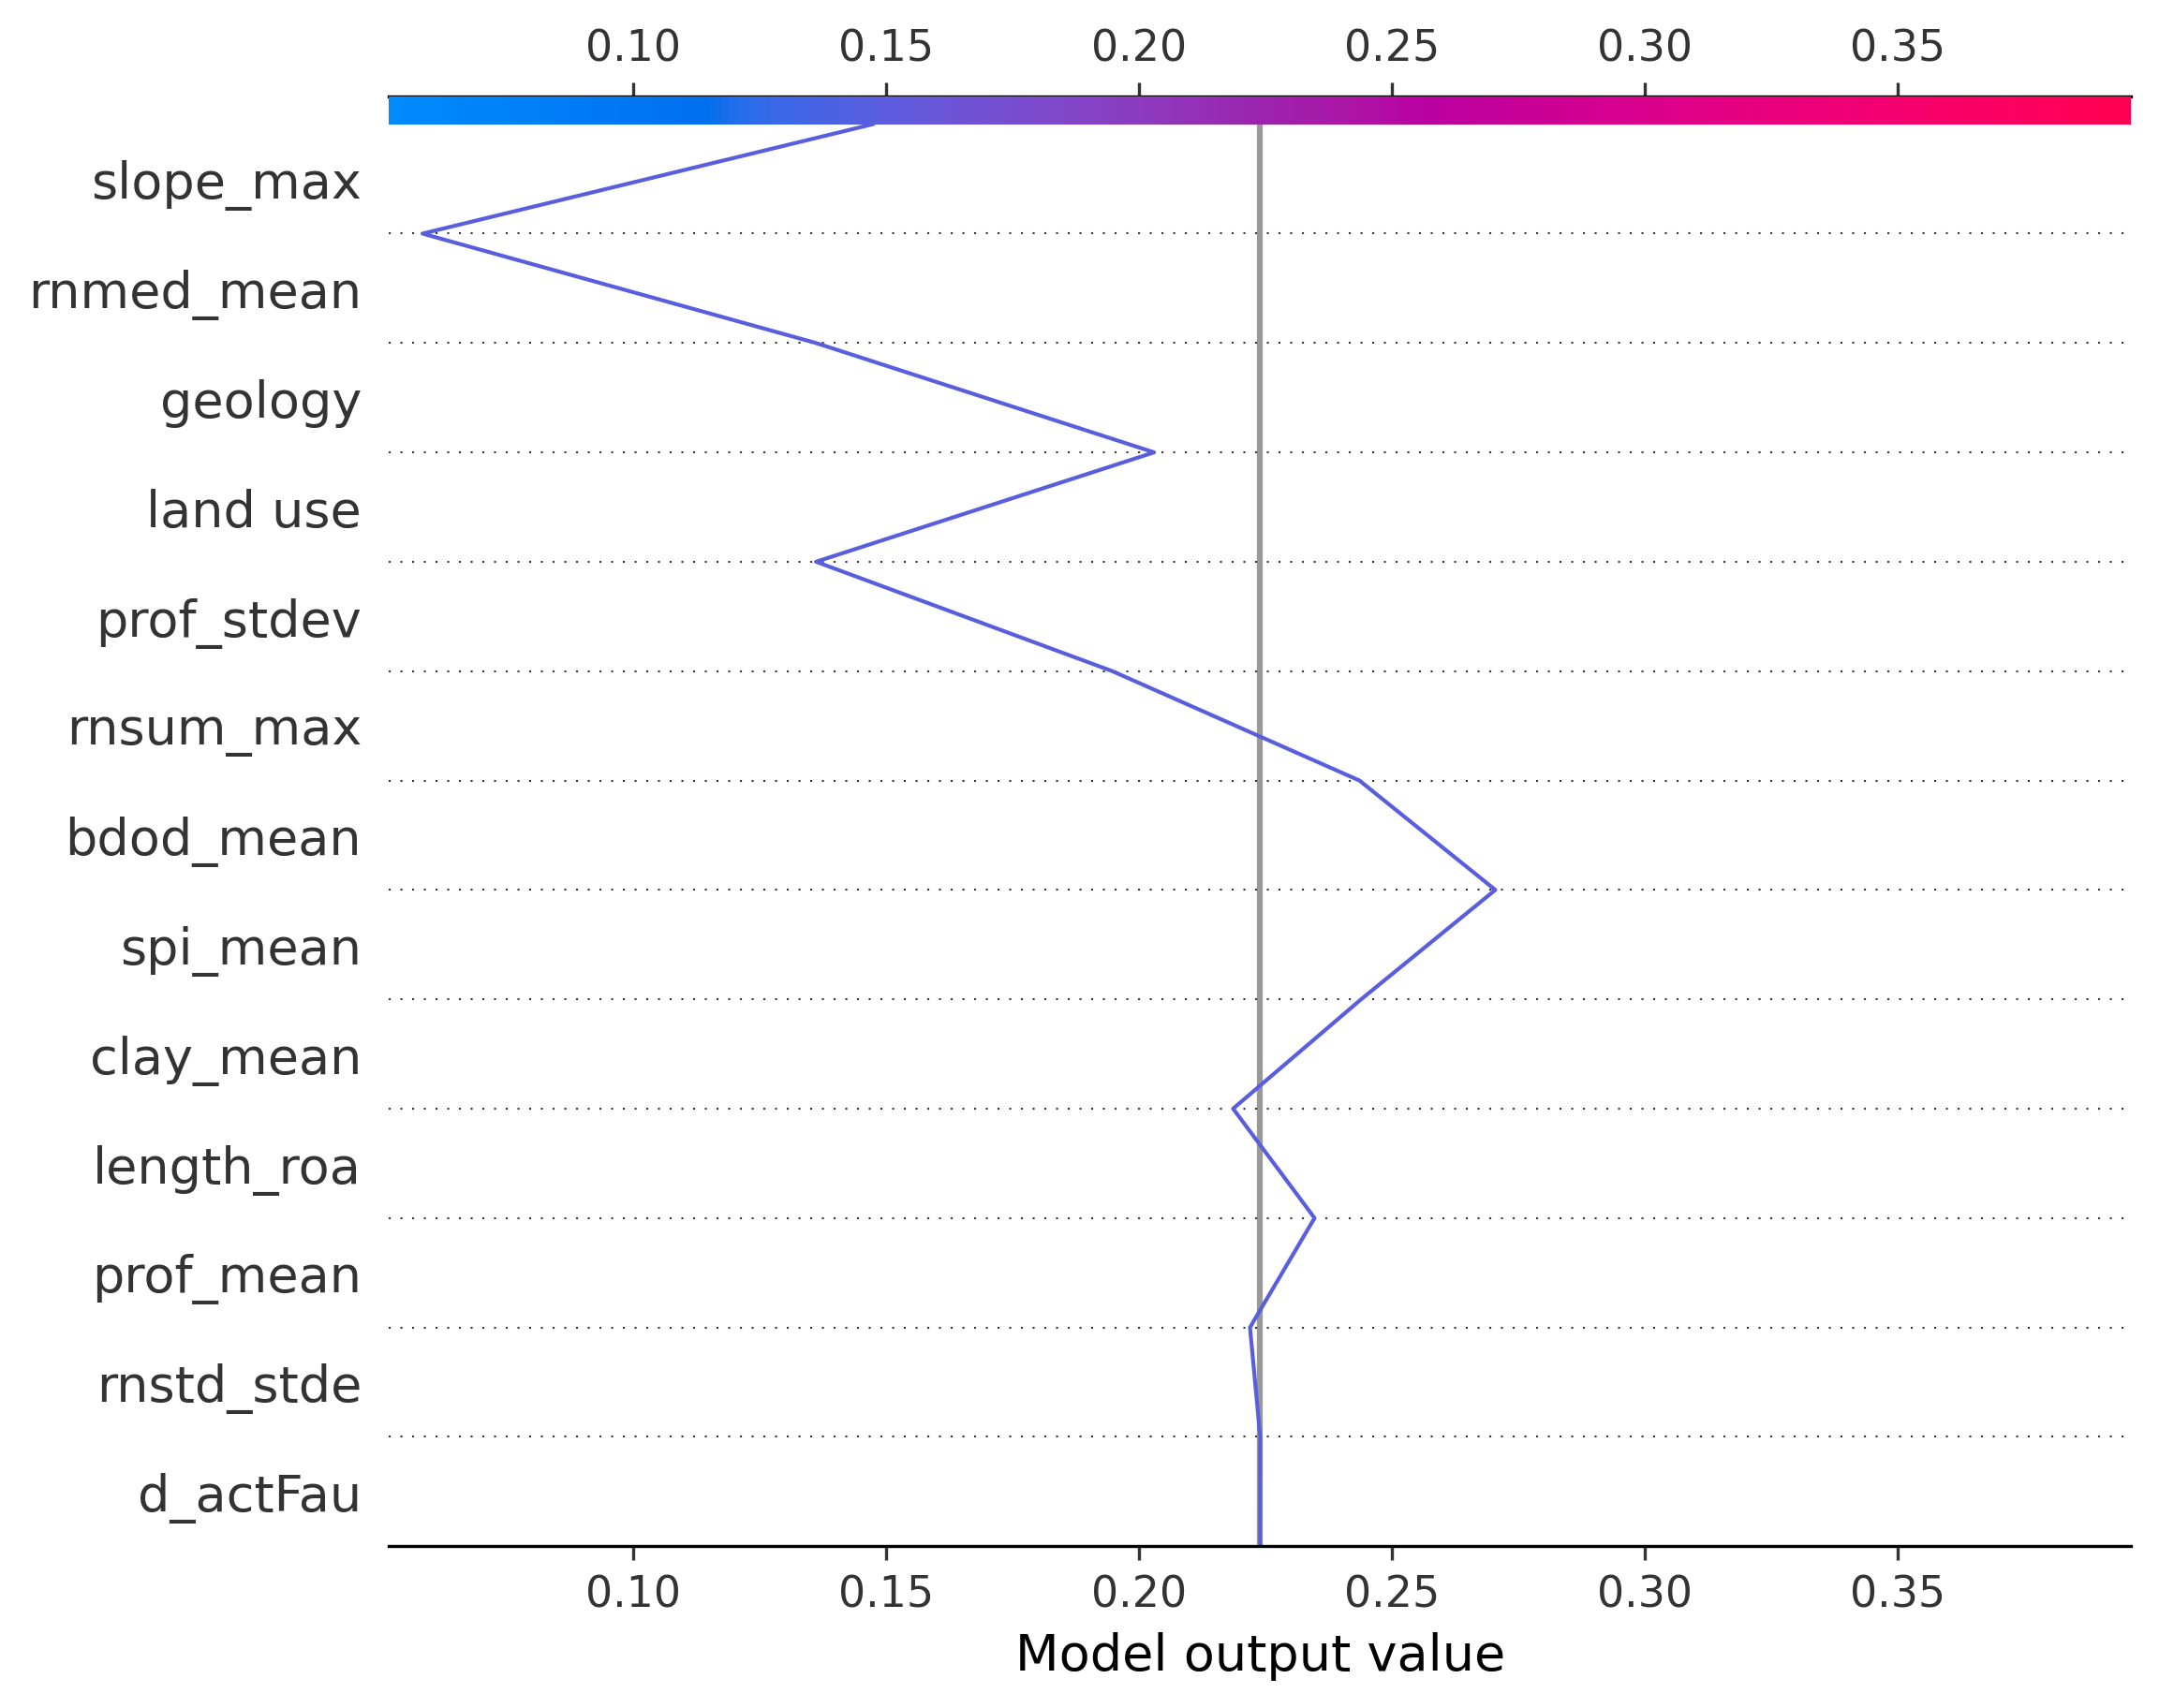 0.10 0.15 0.20 0.25 0.30 0.35
slope_max
rnmed_mean
geology
land use
prof_stdev
rnsum_max
bdod_mean
spi_mean
clay_mean
length_roa
prof_mean
rnstd_stde
d_actFau
0.10 0.15 0.20 0.25 0.30 0.35
Model output value